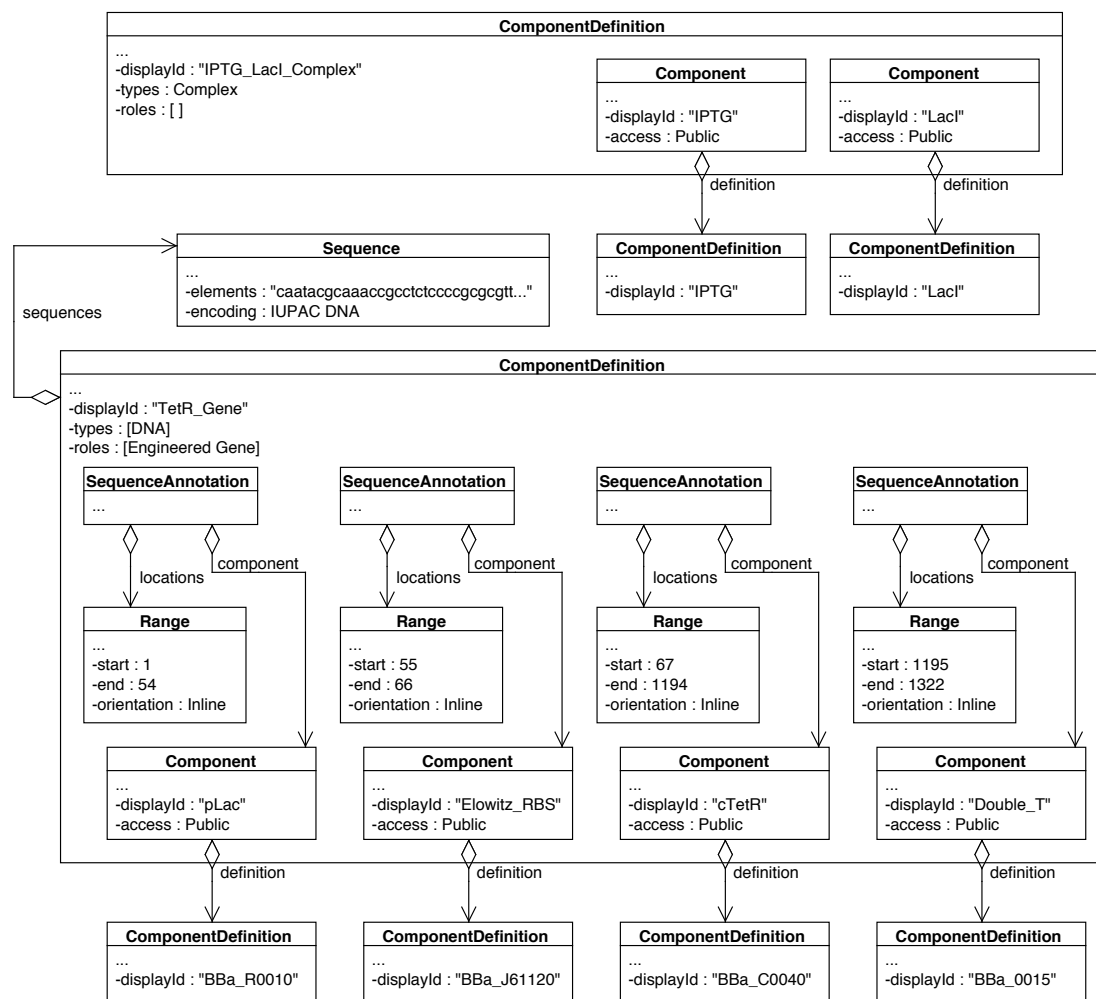 ComponentDefinition
...
-displayId : "IPTG_LacI_Complex"
-types : Complex
-roles : [ ]
Component
...
-displayId : "IPTG"
-access : Public
Component
...
-displayId : "LacI"
-access : Public
definition
definition
Sequence
...
-elements : "caatacgcaaaccgcctctccccgcgcgtt..."
-encoding : IUPAC DNA
ComponentDefinition
...
-displayId : "IPTG"
ComponentDefinition
...
-displayId : "LacI"
sequences
ComponentDefinition
...
-displayId : "TetR_Gene"
-types : [DNA]
-roles : [Engineered Gene]
SequenceAnnotation
...
SequenceAnnotation
...
SequenceAnnotation
...
SequenceAnnotation
...
locations
component
locations
component
locations
component
locations
component
Range
...
-start : 1
-end : 54
-orientation : Inline
Range
...
-start : 55
-end : 66
-orientation : Inline
Range
...
-start : 67
-end : 1194
-orientation : Inline
Range
...
-start : 1195
-end : 1322
-orientation : Inline
Component
...
-displayId : "pLac"
-access : Public
Component
...
-displayId : "Elowitz_RBS"
-access : Public
Component
...
-displayId : "cTetR"
-access : Public
Component
...
-displayId : "Double_T"
-access : Public
definition
definition
definition
definition
ComponentDefinition
...
-displayId : "BBa_R0010"
ComponentDefinition
...
-displayId : "BBa_J61120"
ComponentDefinition
...
-displayId : "BBa_C0040"
ComponentDefinition
...
-displayId : "BBa_0015"